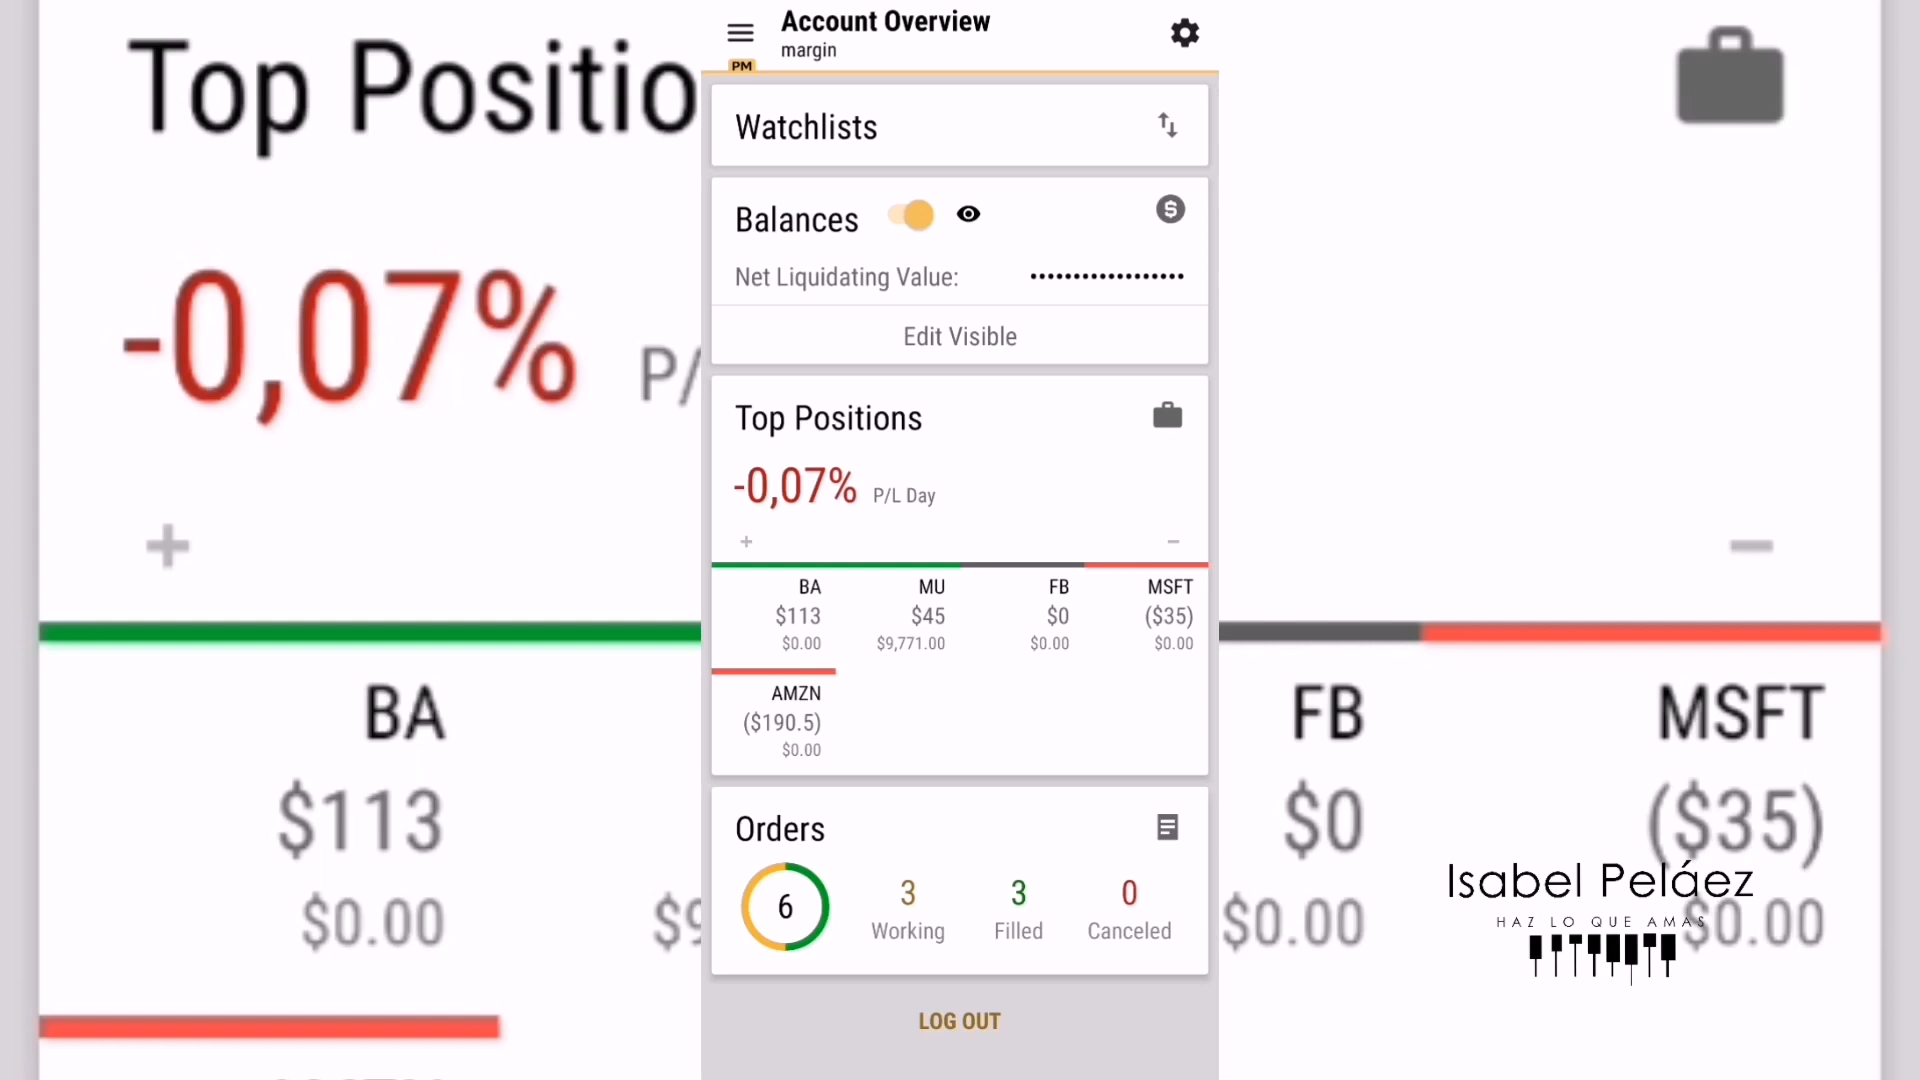 Top Positio
-0,07% P/
+
–
BA
$113
$0.00
$9
FB
$0
$0.00
MSFT
($35)
$0.00
Account Overview
margin
PM
Watchlists
Balances
Net Liquidating Value: ••••••••••••••••••
Edit Visible
Top Positions
-0,07% P/L Day
+ –
BA MU FB MSFT
$113 $45 $0 ($35)
$0.00 $9,771.00 $0.00 $0.00
AMZN
($190.5)
$0.00
Orders
6
3 3 0
Working Filled Canceled
LOG OUT
Isabel Peláez
HAZ LO QUE AMAS